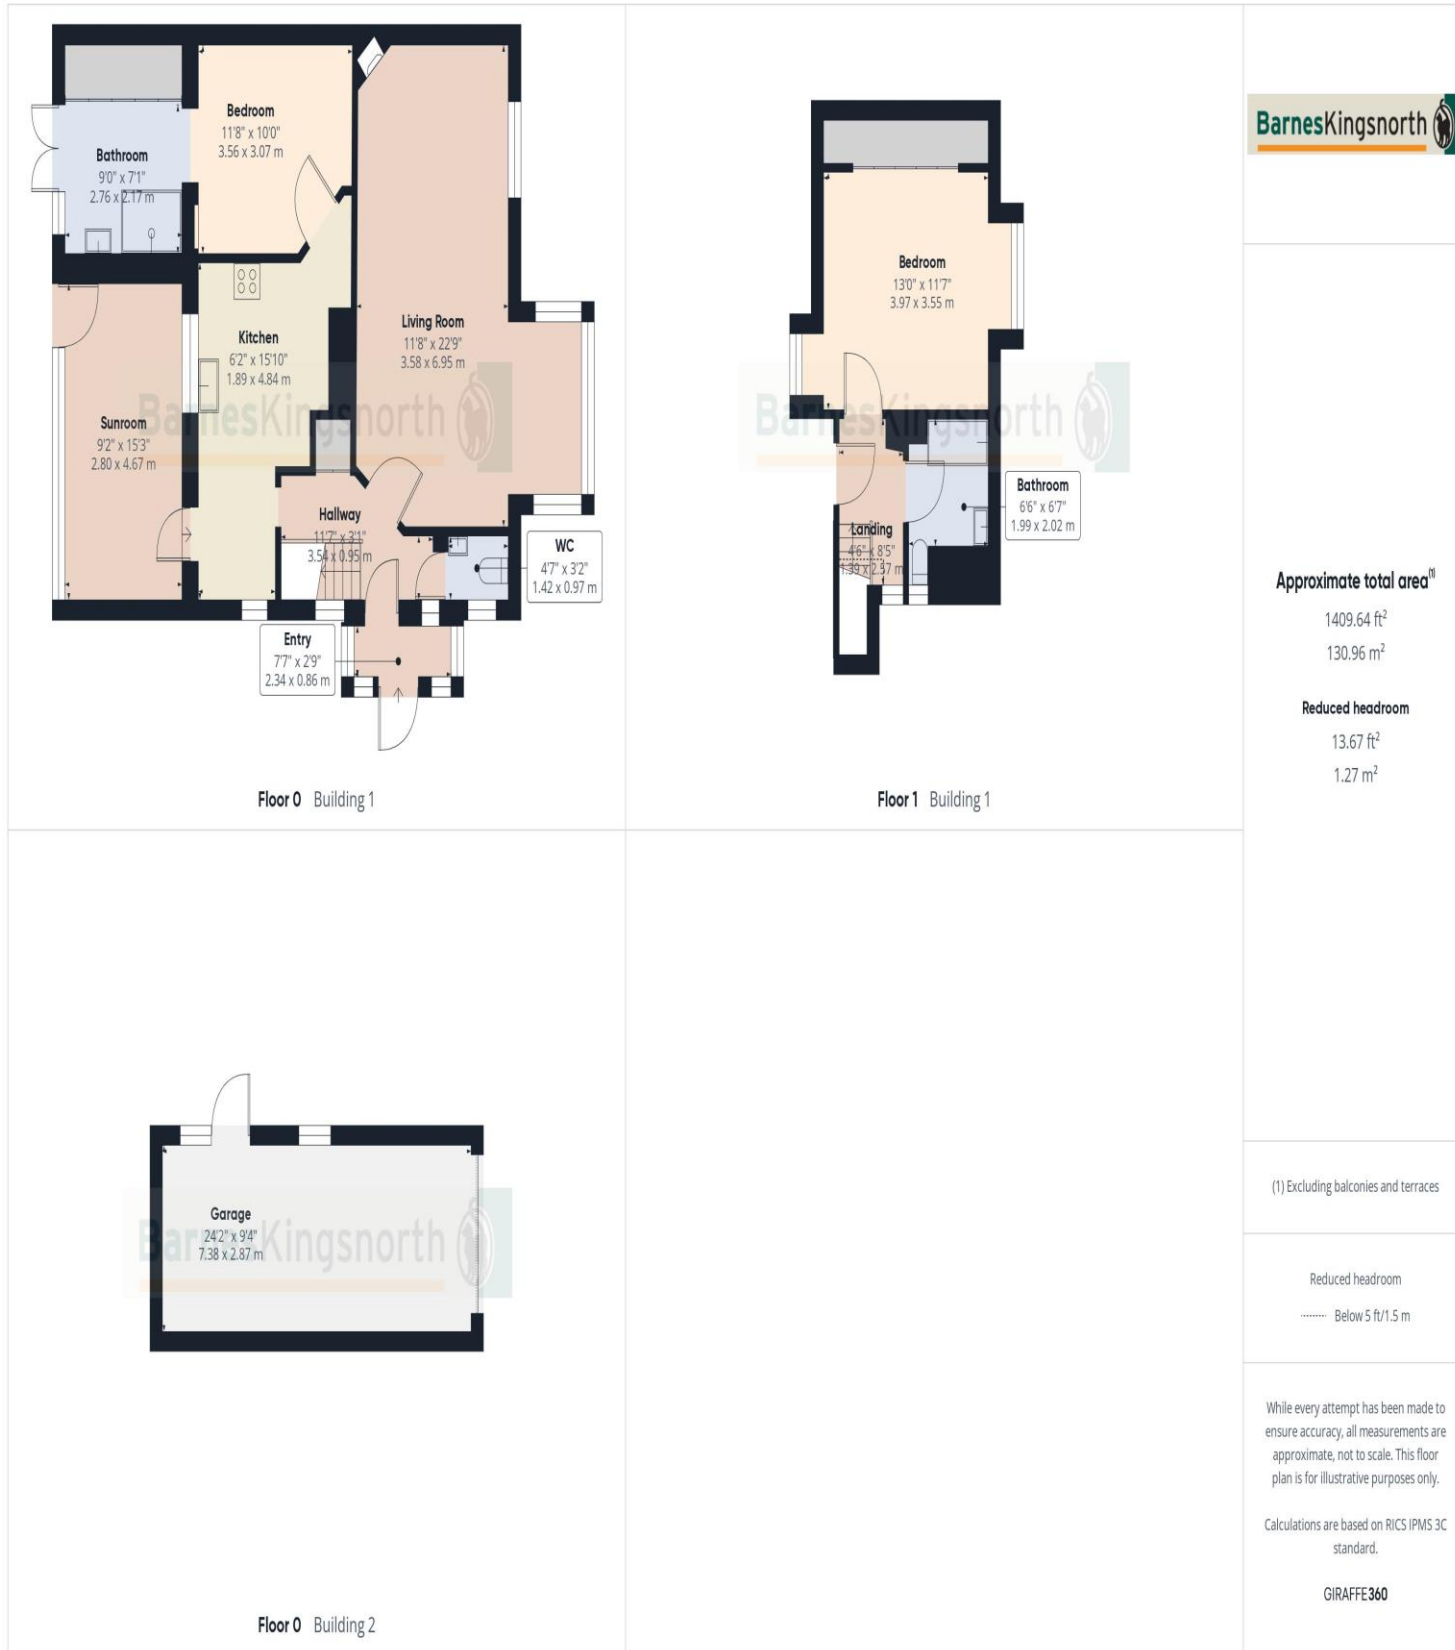 Bedroom
11'8" x 10'0"
3.56 x 3.07 m
Bathroom
9'0" x 7'1"
2.76 x 2.17 m
Kitchen
6'2" x 15'10"
1.89 x 4.84 m
Living Room
11'8" x 22'9"
3.58 x 6.95 m
Sunroom
9'2" x 15'3"
2.80 x 4.67 m
Hallway
11'7" x 3'1"
3.54 x 0.95 m
WC
4'7" x 3'2"
1.42 x 0.97 m
Entry
7'7" x 2'9"
2.34 x 0.86 m
BarnesKingsnorth
Floor 0 Building 1
Bedroom
13'0" x 11'7"
3.97 x 3.55 m
BarnesKingsnorth
Bathroom
6'6" x 6'7"
1.99 x 2.02 m
Landing
4'6" x 8'5"
1.39 x 2.57 m
Floor 1 Building 1
Garage
24'2" x 9'4"
7.38 x 2.87 m
BarnesKingsnorth
Floor 0 Building 2
BarnesKingsnorth
Approximate total area(1)
1409.64 ft²
130.96 m²
Reduced headroom
13.67 ft²
1.27 m²
(1) Excluding balconies and terraces
Reduced headroom
Below 5 ft/1.5 m
While every attempt has been made to
ensure accuracy, all measurements are
approximate, not to scale. This floor
plan is for illustrative purposes only.
Calculations are based on RICS IPMS 3C
standard.
GIRAFFE360